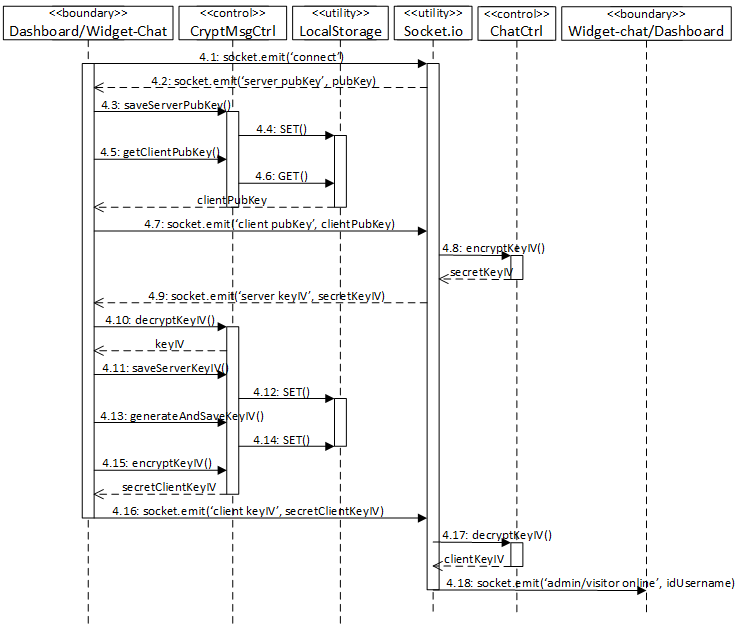 <<boundary>> <<control>> <<utility>> <<utility>> <<control>> <<boundary>>
Dashboard/Widget-Chat CryptMsgCtrl LocalStorage Socket.io ChatCtrl Widget-chat/Dashboard
4.1: socket.emit(‘connect’)
4.2: socket.emit(‘server pubKey’, pubKey)
4.3: saveServerPubKey()
4.4: SET()
4.5: getClientPubKey()
4.6: GET()
clientPubKey
4.7: socket.emit(‘client pubKey’, clientPubKey)
4.8: encryptKeyIV()
secretKeyIV
4.9: socket.emit(‘server keyIV’, secretKeyIV)
4.10: decryptKeyIV()
keyIV
4.11: saveServerKeyIV()
4.12: SET()
4.13: generateAndSaveKeyIV()
4.14: SET()
4.15: encryptKeyIV()
secretClientKeyIV
4.16: socket.emit(‘client keyIV’, secretClientKeyIV)
4.17: decryptKeyIV()
clientKeyIV
4.18: socket.emit(‘admin/visitor online’, idUsername)